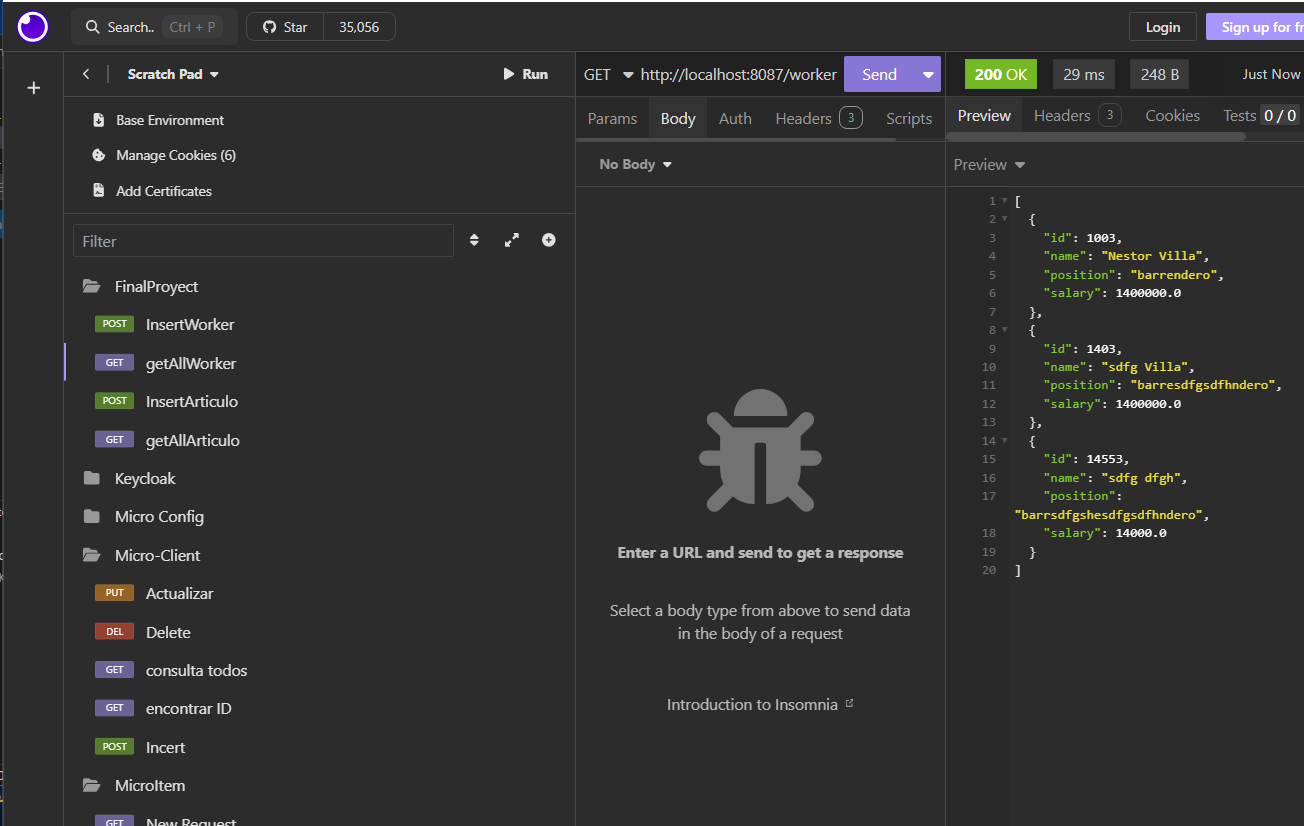 Search.. Ctrl + P Star 35,056 Login Sign up for fr
Scratch Pad Run
Base Environment
Manage Cookies (6)
Add Certificates
Filter
FinalProyect
POST InsertWorker
GET getAllWorker
POST InsertArticulo
GET getAllArticulo
Keycloak
Micro Config
Micro-Client
PUT Actualizar
DEL Delete
GET consulta todos
GET encontrar ID
POST Incert
MicroItem
GET New Request
GET http://localhost:8087/worker Send
Params Body Auth Headers 3 Scripts
No Body
Enter a URL and send to get a response
Select a body type from above to send data
in the body of a request
Introduction to Insomnia
200 OK 29 ms 248 B Just Now
Preview Headers 3 Cookies Tests 0 / 0
Preview
1 [
2 {
3 "id": 1003,
4 "name": "Nestor Villa",
5 "position": "barrendero",
6 "salary": 1400000.0
7 },
8 {
9 "id": 1403,
10 "name": "sdfg Villa",
11 "position": "barresdfgsdfhndero",
12 "salary": 1400000.0
13 },
14 {
15 "id": 14553,
16 "name": "sdfg dfgh",
17 "position":
"barrsdfgshesdfgsdfhndero",
18 "salary": 14000.0
19 }
20 ]